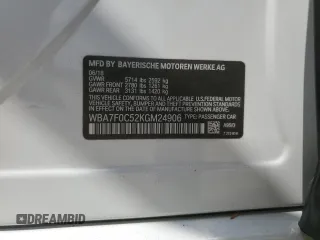 MFD BY BAYERISCHE MOTOREN WERKE AG
06/18
GVWR 5714 lbs 2592 kg
GAWR FRONT 2780 lbs 1261 kg
GAWR REAR 3131 lbs 1420 kg
THIS VEHICLE CONFORMS TO ALL APPLICABLE
U.S. FEDERAL MOTOR VEHICLE SAFETY, BUMPER, AND
THEFT PREVENTION STANDARDS IN EFFECT
ON THE DATE OF MANUFACTURE SHOWN ABOVE.
WBA7F0C52KGM24906 TYPE: PASSENGER CAR
DREAMBID